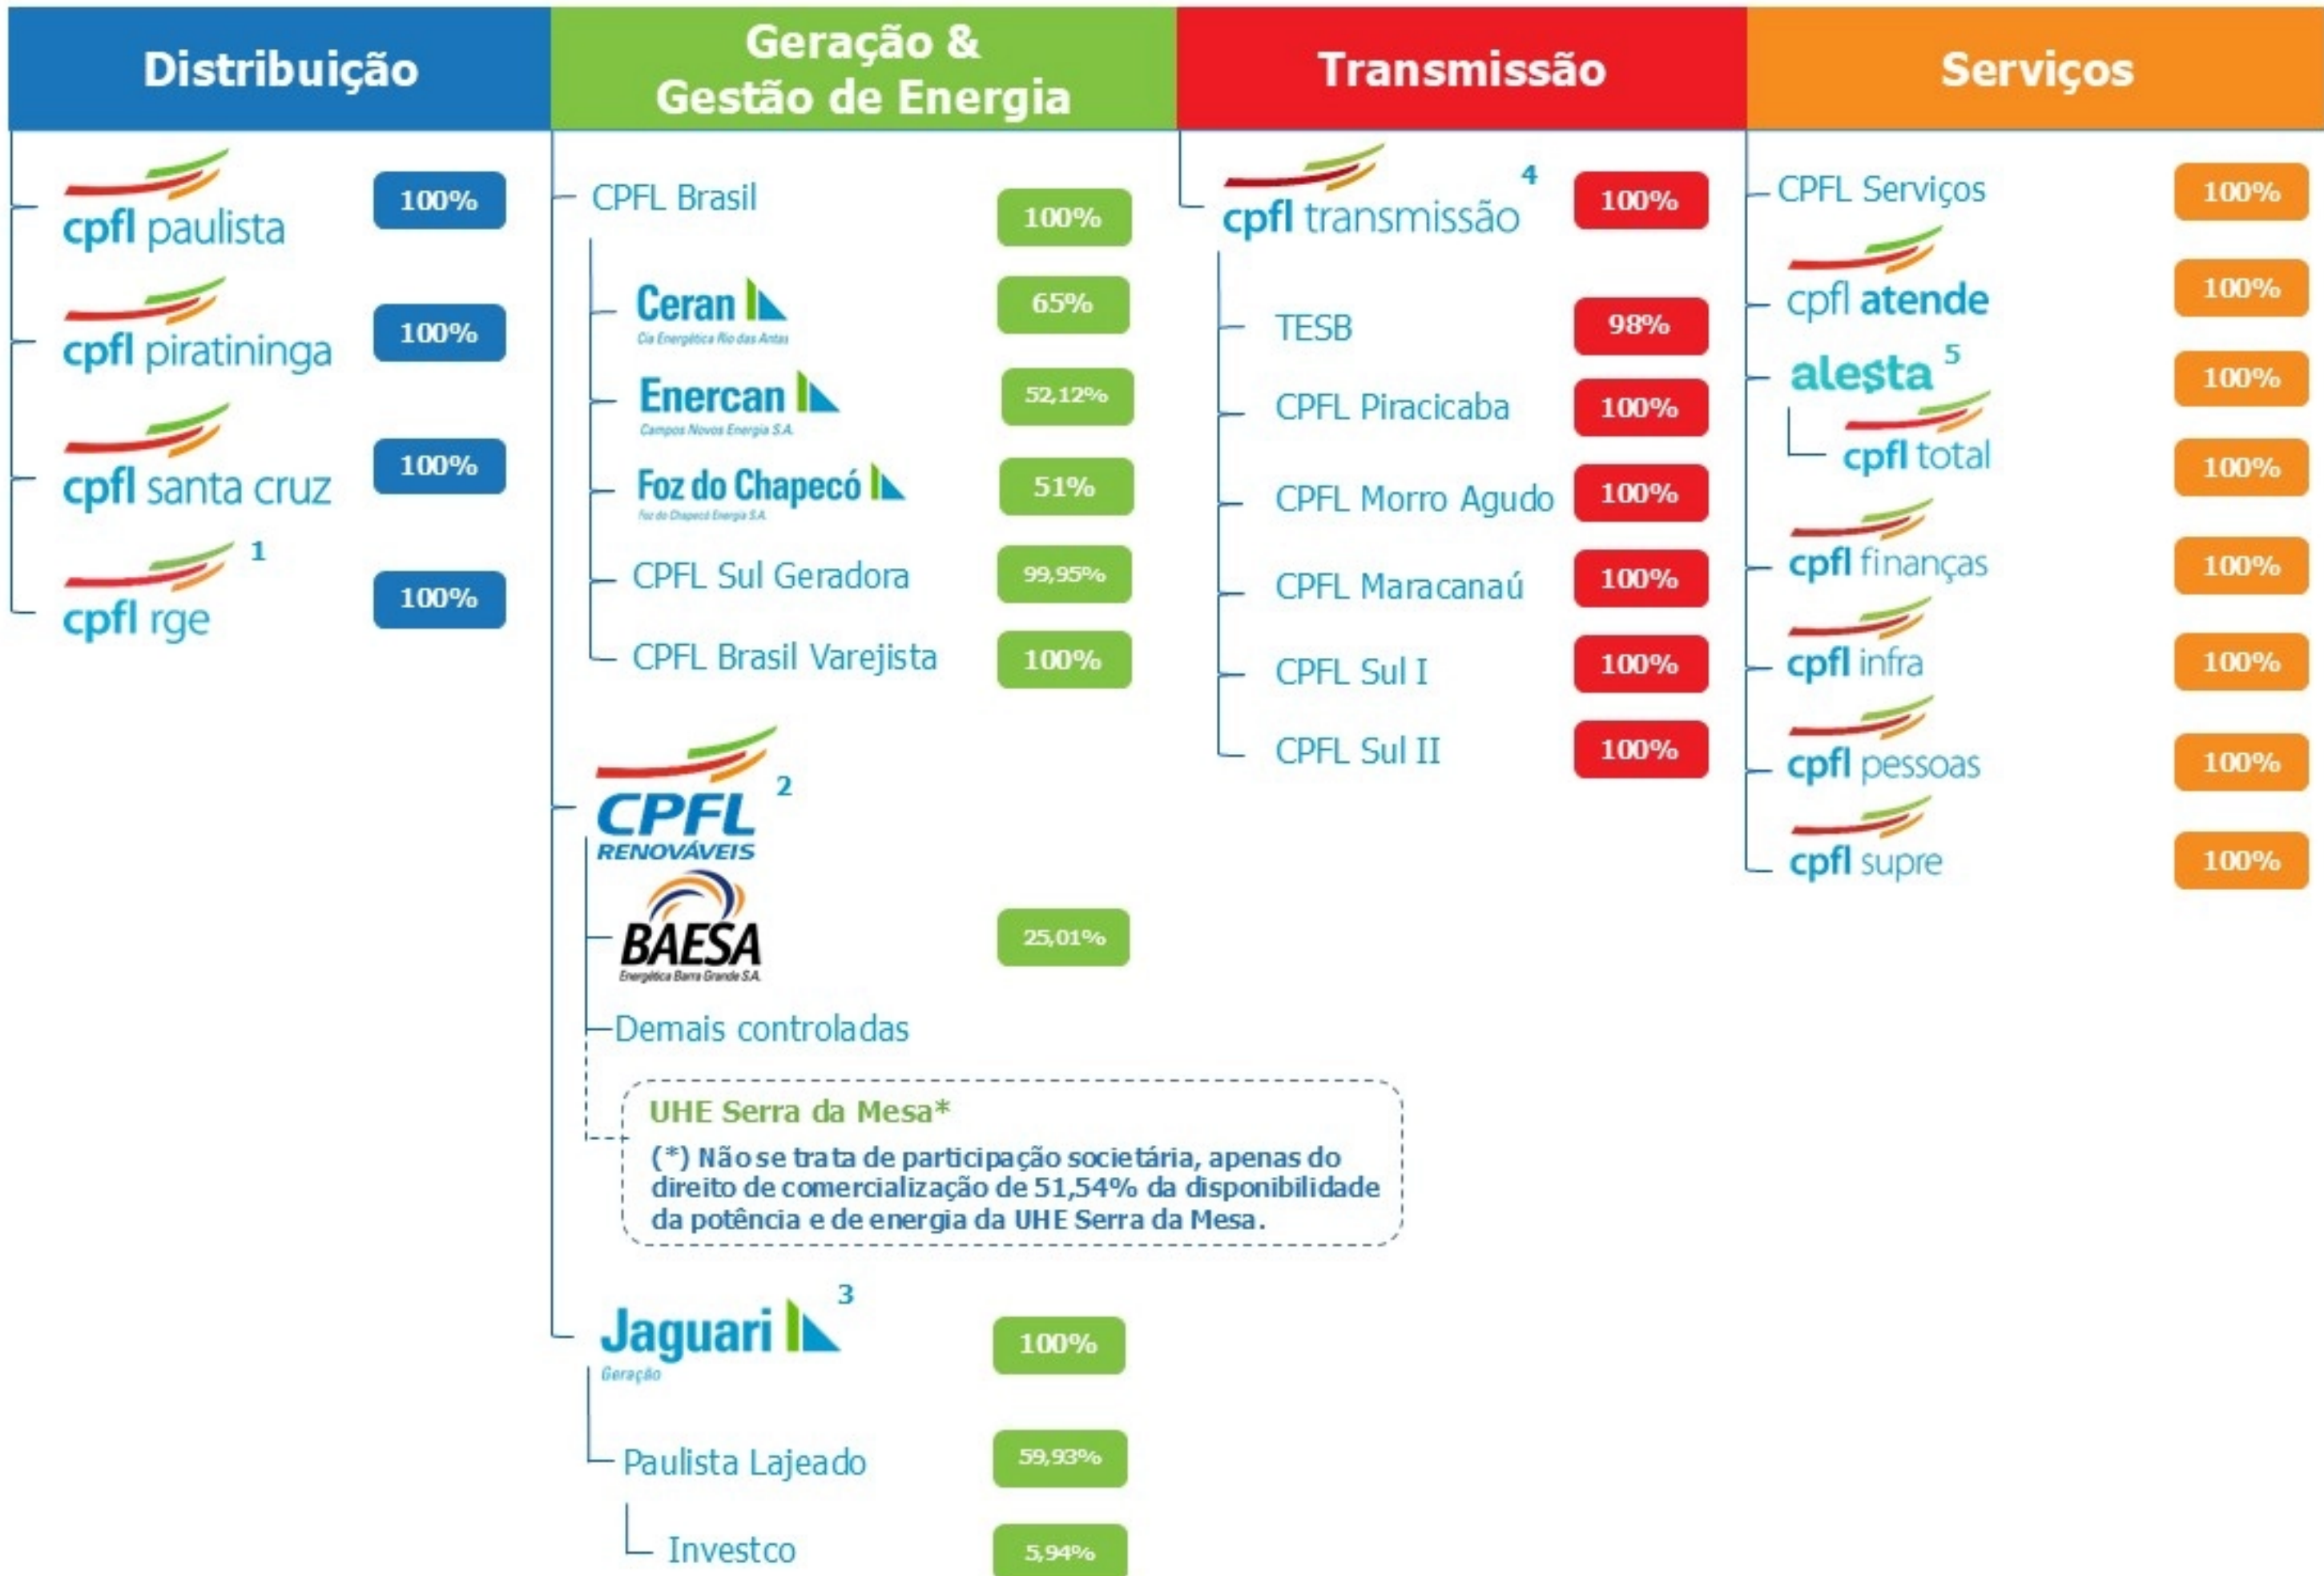 Distribuição
cpfl paulista
100%
cpfl piratininga
100%
cpfl santa cruz
100%
cpfl rge 1
100%
Geração &
Gestão de Energia
CPFL Brasil
100%
Ceran
Cia Energética Rio das Antas
65%
Enercan
Campos Novos Energia S.A.
52,12%
Foz do Chapecó
Foz do Chapecó Energia S.A.
51%
CPFL Sul Geradora
99,95%
CPFL Brasil Varejista
100%
CPFL 2
RENOVÁVEIS
BAESA
Energética Barra Grande S.A.
25,01%
Demais controladas
UHE Serra da Mesa*
(*) Não se trata de participação societária, apenas do
direito de comercialização de 51,54% da disponibilidade
da potência e de energia da UHE Serra da Mesa.
Jaguari 3
Geração
100%
Paulista Lajeado
59,93%
Investco
5,94%
Transmissão
cpfl transmissão 4
100%
TESB
98%
CPFL Piracicaba
100%
CPFL Morro Agudo
100%
CPFL Maracanaú
100%
CPFL Sul I
100%
CPFL Sul II
100%
Serviços
CPFL Serviços
100%
cpfl atende
100%
alesta 5
100%
cpfl total
100%
cpfl finanças
100%
cpfl infra
100%
cpfl pessoas
100%
cpfl supre
100%